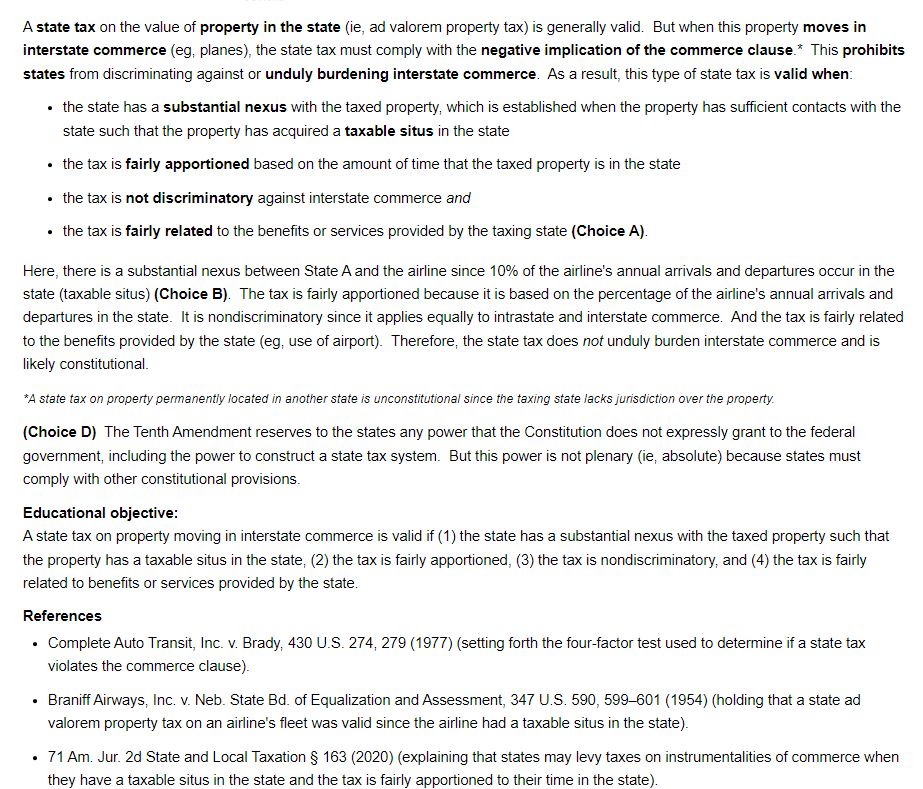 A state tax on the value of property in the state (ie, ad valorem property tax) is generally valid. But when this property moves in
interstate commerce (eg, planes), the state tax must comply with the negative implication of the commerce clause.* This prohibits
states from discriminating against or unduly burdening interstate commerce. As a result, this type of state tax is valid when:
• the state has a substantial nexus with the taxed property, which is established when the property has sufficient contacts with the
state such that the property has acquired a taxable situs in the state
• the tax is fairly apportioned based on the amount of time that the taxed property is in the state
• the tax is not discriminatory against interstate commerce and
• the tax is fairly related to the benefits or services provided by the taxing state (Choice A).
Here, there is a substantial nexus between State A and the airline since 10% of the airline's annual arrivals and departures occur in the
state (taxable situs) (Choice B). The tax is fairly apportioned because it is based on the percentage of the airline's annual arrivals and
departures in the state. It is nondiscriminatory since it applies equally to intrastate and interstate commerce. And the tax is fairly related
to the benefits provided by the state (eg, use of airport). Therefore, the state tax does not unduly burden interstate commerce and is
likely constitutional.
*A state tax on property permanently located in another state is unconstitutional since the taxing state lacks jurisdiction over the property.
(Choice D) The Tenth Amendment reserves to the states any power that the Constitution does not expressly grant to the federal
government, including the power to construct a state tax system. But this power is not plenary (ie, absolute) because states must
comply with other constitutional provisions.
Educational objective:
A state tax on property moving in interstate commerce is valid if (1) the state has a substantial nexus with the taxed property such that
the property has a taxable situs in the state, (2) the tax is fairly apportioned, (3) the tax is nondiscriminatory, and (4) the tax is fairly
related to benefits or services provided by the state.
References
• Complete Auto Transit, Inc. v. Brady, 430 U.S. 274, 279 (1977) (setting forth the four-factor test used to determine if a state tax
violates the commerce clause).
• Braniff Airways, Inc. v. Neb. State Bd. of Equalization and Assessment, 347 U.S. 590, 599–601 (1954) (holding that a state ad
valorem property tax on an airline's fleet was valid since the airline had a taxable situs in the state).
• 71 Am. Jur. 2d State and Local Taxation § 163 (2020) (explaining that states may levy taxes on instrumentalities of commerce when
they have a taxable situs in the state and the tax is fairly apportioned to their time in the state).